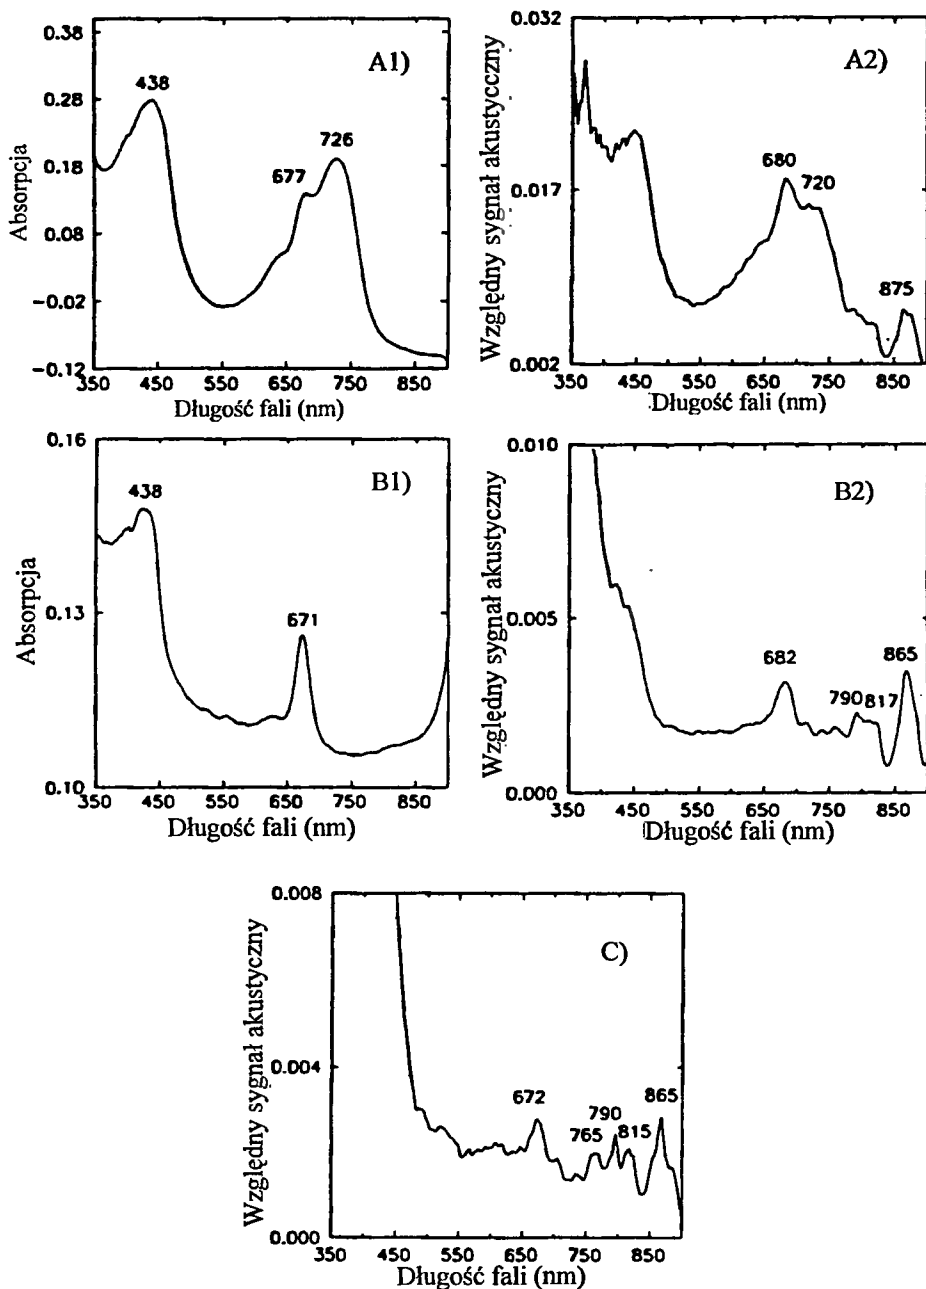 0.38
0.28
0.18
0.08
−0.02
−0.12
Absorpcja
A1)
438
677
726
350 450 550 650 750 850
Długość fali (nm)
0.032
0.017
0.002
Względny sygnał akustycczny
A2)
680
720
875
350 450 550 650 750 850
Długość fali (nm)
0.16
0.13
0.10
Absorpcja
B1)
438
671
350 450 550 650 750 850
Długość fali (nm)
0.010
0.005
0.000
Względny sygnał akustyczny
B2)
682
790 817
865
350 450 550 650 750 850
Długość fali (nm)
0.008
0.004
0.000
Względny sygnał akustyczny
C)
672
765
790
815
865
350 450 550 650 750 850
Długość fali (nm)